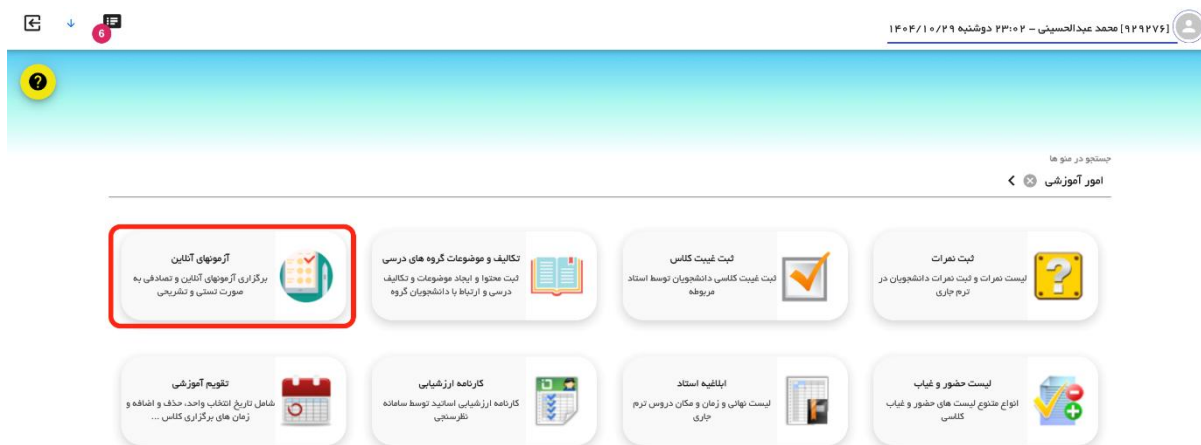 [۹۲۹۲۷۶] محمد عبدالحسینی – ۲۳:۰۲ دوشنبه ۱۴۰۴/۱۰/۲۹
6
?
جستجو در منو ها
امور آموزشی
ثبت نمرات
لیست نمرات و ثبت نمرات دانشجویان در
ترم جاری
ثبت غیبت کلاس
ثبت غیبت کلاسی دانشجویان توسط استاد
مربوطه
تکالیف و موضوعات گروه های درسی
ثبت محتوا و ایجاد موضوعات و تکالیف
درسی و ارتباط با دانشجویان گروه
آزمونهای آنلاین
برگزاری آزمونهای آنلاین و تصادفی به
صورت تستی و تشریحی
لیست حضور و غیاب
انواع متنوع لیست های حضور و غیاب
کلاسی
ابلاغیه استاد
لیست نهائی و زمان و مکان دروس ترم
جاری
کارنامه ارزشیابی
کارنامه ارزشیابی اساتید توسط سامانه
نظرسنجی
تقویم آموزشی
شامل تاریخ انتخاب واحد، حذف و اضافه و
زمان های برگزاری کلاس ...